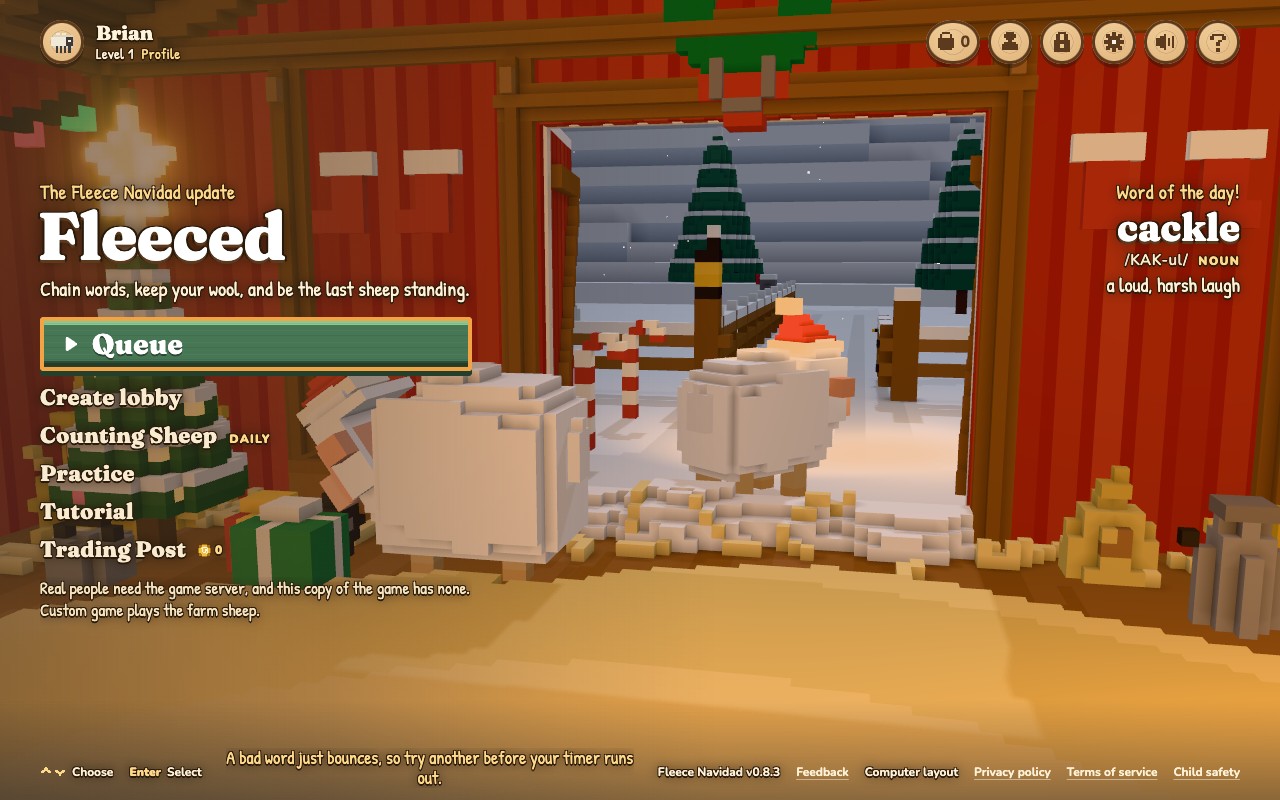 Brian
Level 1 Profile
0
The Fleece Navidad update
Fleeced
Chain words, keep your wool, and be the last sheep standing.
Queue
Create lobby
Counting Sheep DAILY
Practice
Tutorial
Trading Post 0
Real people need the game server, and this copy of the game has none.
Custom game plays the farm sheep.
Word of the day!
cackle
/KAK-ul/ NOUN
a loud, harsh laugh
Choose Enter Select
A bad word just bounces, so try another before your timer runs
out.
Fleece Navidad v0.8.3 Feedback Computer layout Privacy policy Terms of service Child safety